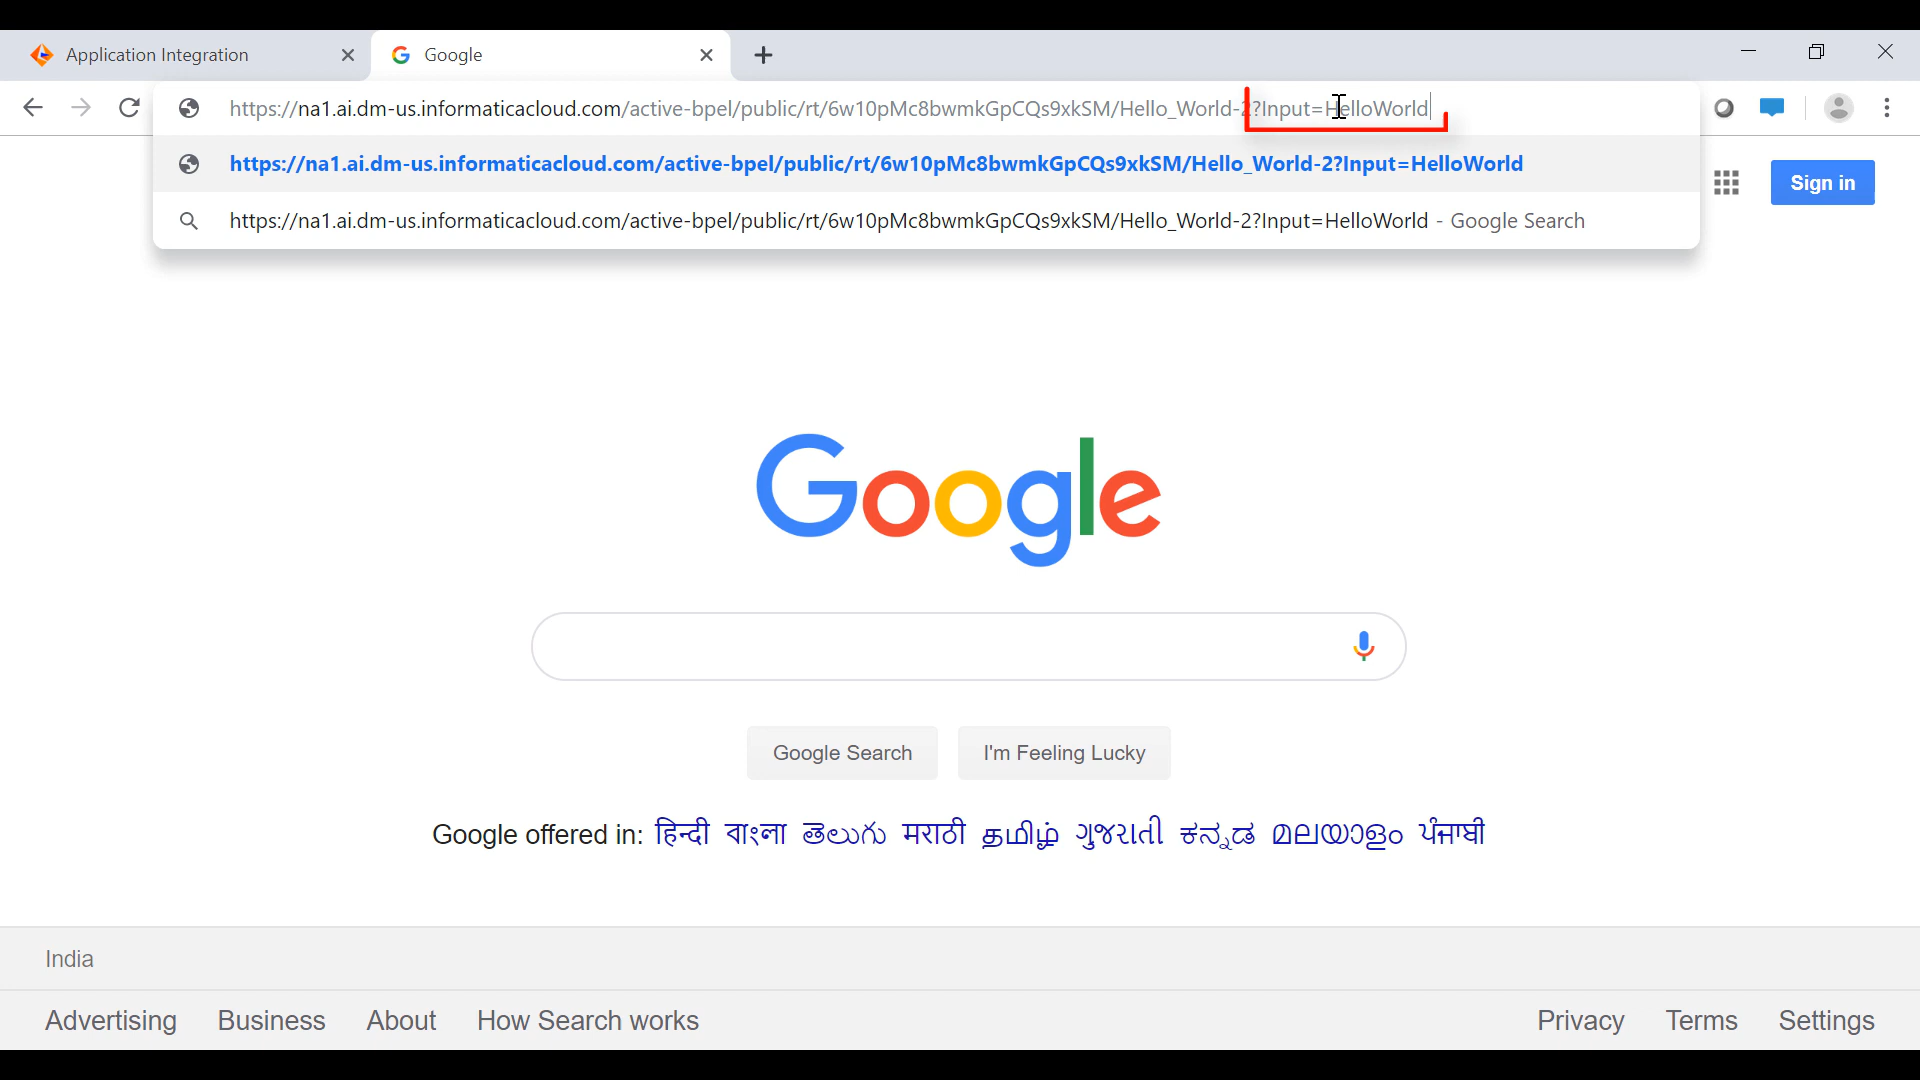 Application Integration
Google
https://na1.ai.dm-us.informaticacloud.com/active-bpel/public/rt/6w10pMc8bwmkGpCQs9xkSM/Hello_World-2?Input=HelloWorld
https://na1.ai.dm-us.informaticacloud.com/active-bpel/public/rt/6w10pMc8bwmkGpCQs9xkSM/Hello_World-2?Input=HelloWorld
https://na1.ai.dm-us.informaticacloud.com/active-bpel/public/rt/6w10pMc8bwmkGpCQs9xkSM/Hello_World-2?Input=HelloWorld - Google Search
Sign in
Google
Google Search
I'm Feeling Lucky
Google offered in: हिन्दी বাংলা తెలుగు मराठी தமிழ் ગુજરાતી ಕನ್ನಡ മലയാളം ਪੰਜਾਬੀ
India
Advertising Business About How Search works Privacy Terms Settings